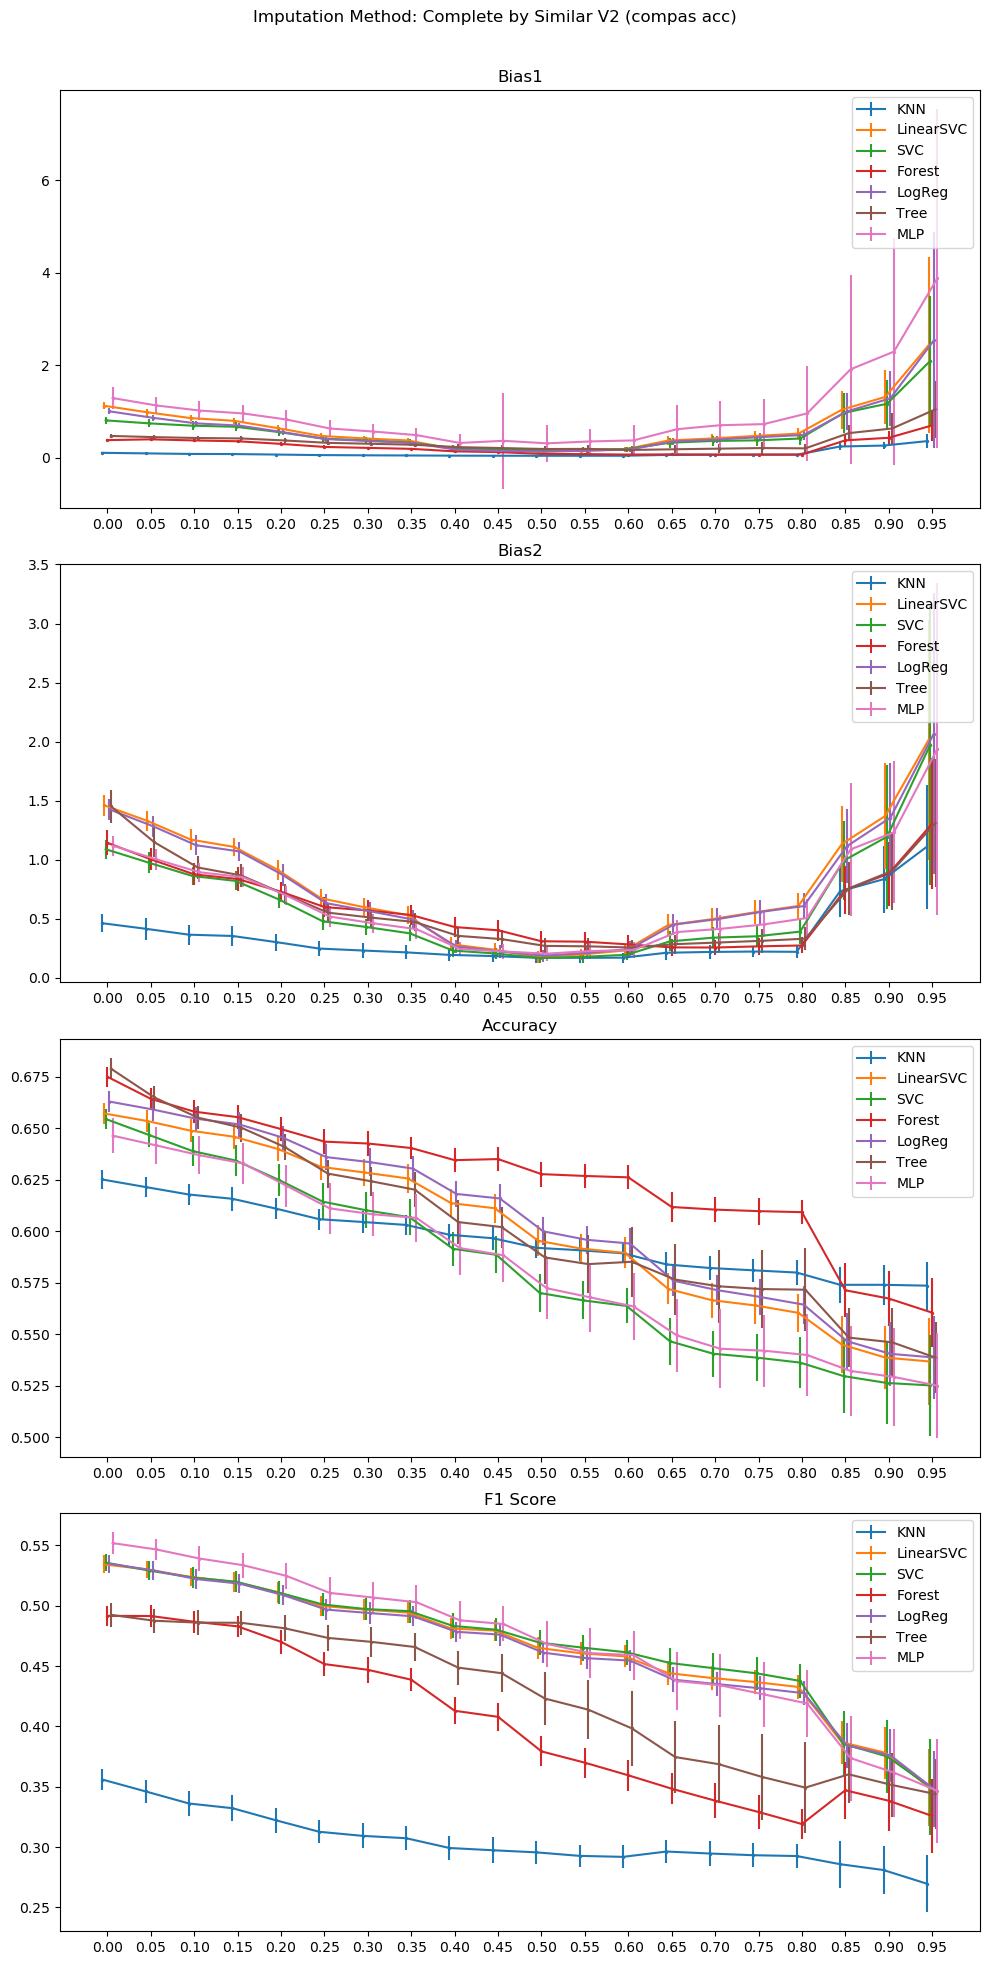 Imputation Method: Complete by Similar V2 (compas acc)
Bias1
6
4
2
0
KNN
LinearSVC
SVC
Forest
LogReg
Tree
MLP
0.00 0.05 0.10 0.15 0.20 0.25 0.30 0.35 0.40 0.45 0.50 0.55 0.60 0.65 0.70 0.75 0.80 0.85 0.90 0.95
Bias2
3.5
3.0
2.5
2.0
1.5
1.0
0.5
0.0
KNN
LinearSVC
SVC
Forest
LogReg
Tree
MLP
0.00 0.05 0.10 0.15 0.20 0.25 0.30 0.35 0.40 0.45 0.50 0.55 0.60 0.65 0.70 0.75 0.80 0.85 0.90 0.95
Accuracy
0.675
0.650
0.625
0.600
0.575
0.550
0.525
0.500
KNN
LinearSVC
SVC
Forest
LogReg
Tree
MLP
0.00 0.05 0.10 0.15 0.20 0.25 0.30 0.35 0.40 0.45 0.50 0.55 0.60 0.65 0.70 0.75 0.80 0.85 0.90 0.95
F1 Score
0.55
0.50
0.45
0.40
0.35
0.30
0.25
KNN
LinearSVC
SVC
Forest
LogReg
Tree
MLP
0.00 0.05 0.10 0.15 0.20 0.25 0.30 0.35 0.40 0.45 0.50 0.55 0.60 0.65 0.70 0.75 0.80 0.85 0.90 0.95